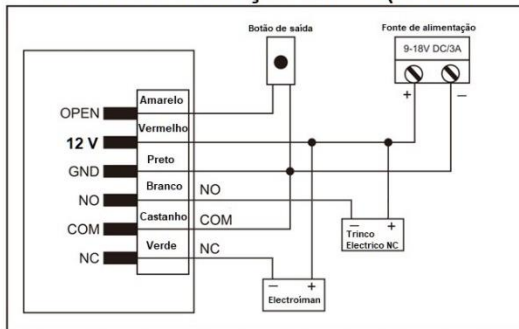 Botão de saída
Fonte de alimentação
9-18V DC/3A
+ −
OPEN Amarelo
12 V Vermelho
GND Preto
NO Branco NO
COM Castanho COM
NC Verde NC
− +
Trinco
Electrico NC
− +
Electroiman